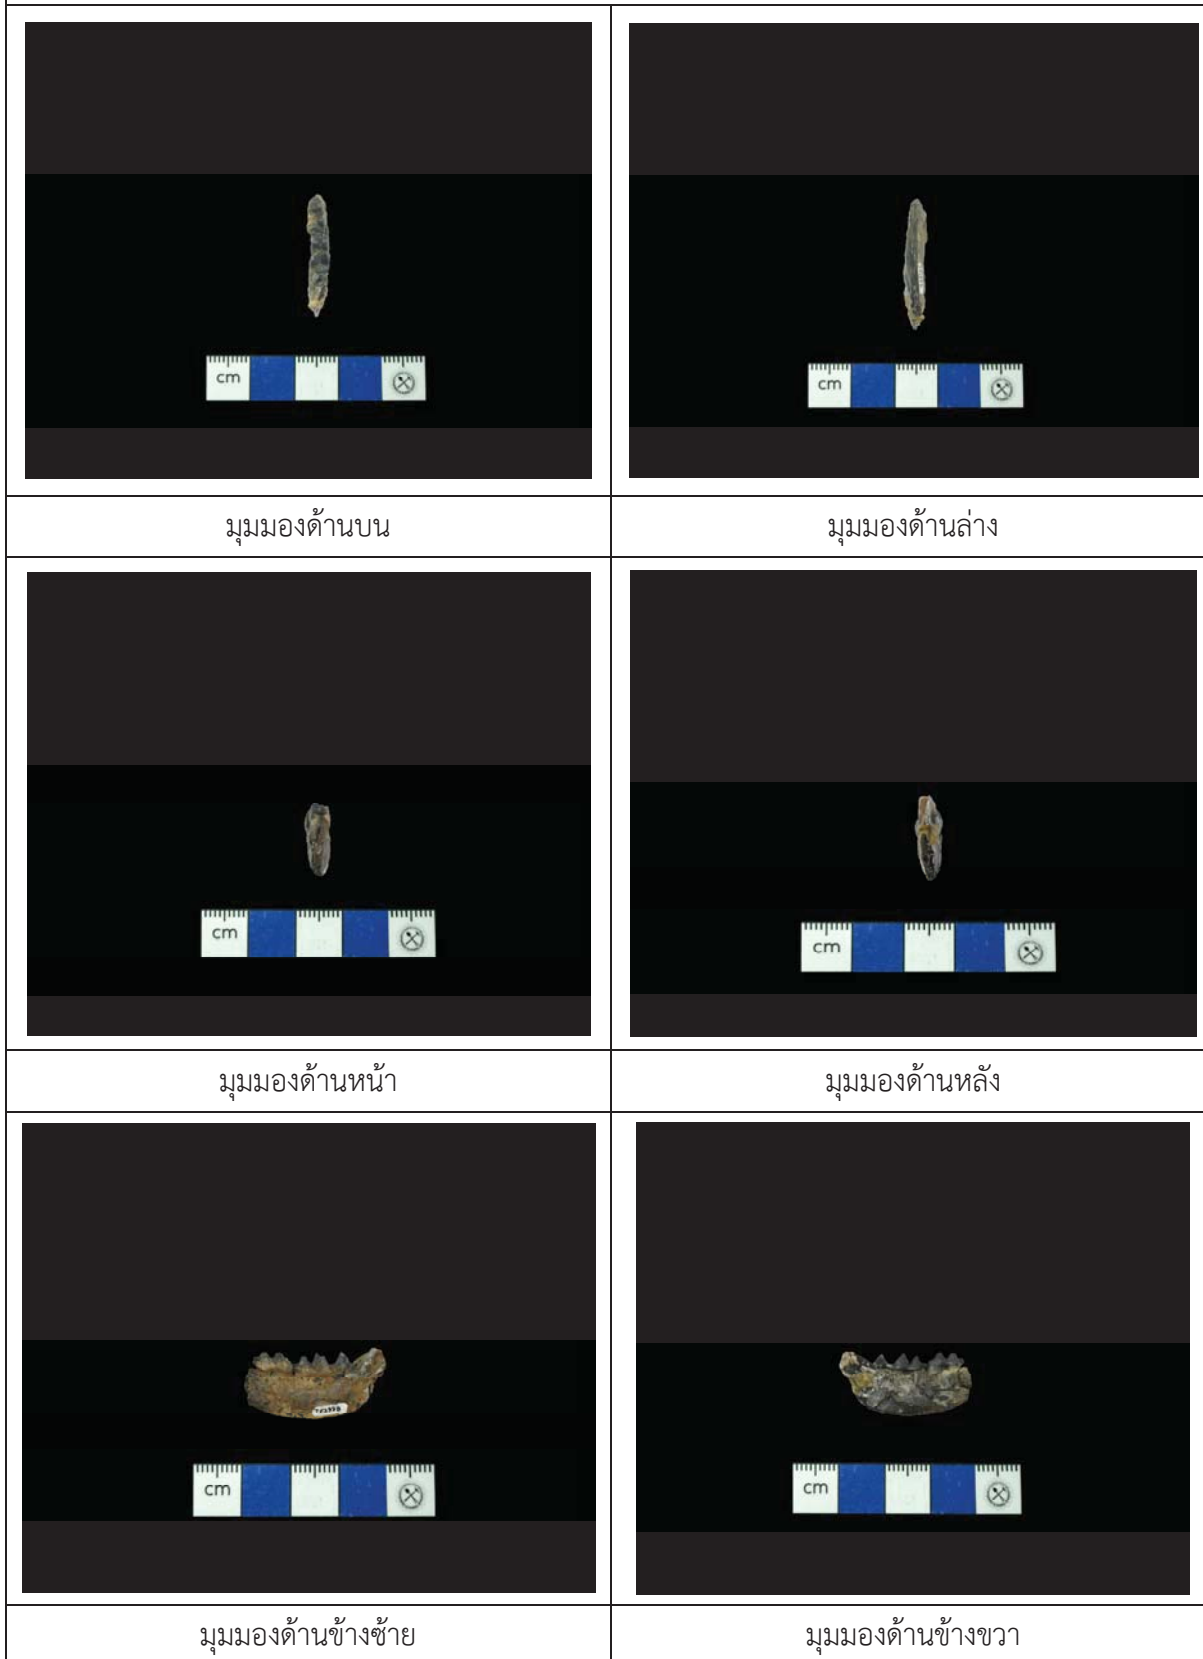 cm
cm
มุมมองด้านบน
มุมมองด้านล่าง
cm
cm
มุมมองด้านหน้า
มุมมองด้านหลัง
cm
cm
มุมมองด้านข้างซ้าย
มุมมองด้านข้างขวา